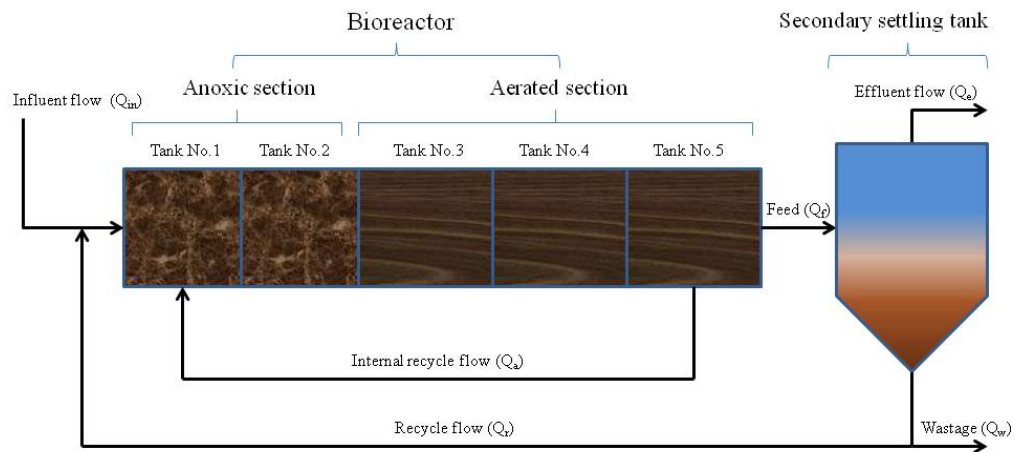 Bioreactor
Secondary settling tank
Anoxic section
Aerated section
Influent flow (Qin)
Effluent flow (Qe)
Tank No.1
Tank No.2
Tank No.3
Tank No.4
Tank No.5
Feed (Qf)
Internal recycle flow (Qa)
Recycle flow (Qr)
Wastage (Qw)